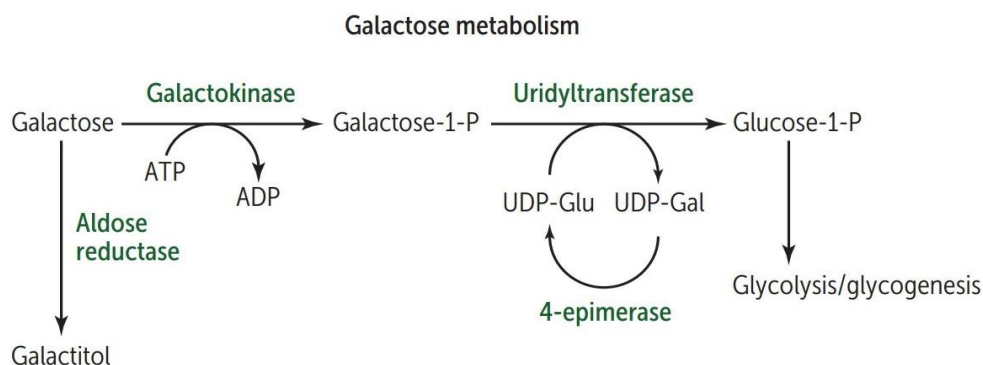 Galactose metabolism
Galactokinase
Uridyltransferase
Galactose
Galactose-1-P
Glucose-1-P
ATP
ADP
UDP-Glu
UDP-Gal
Aldose
reductase
4-epimerase
Glycolysis/glycogenesis
Galactitol